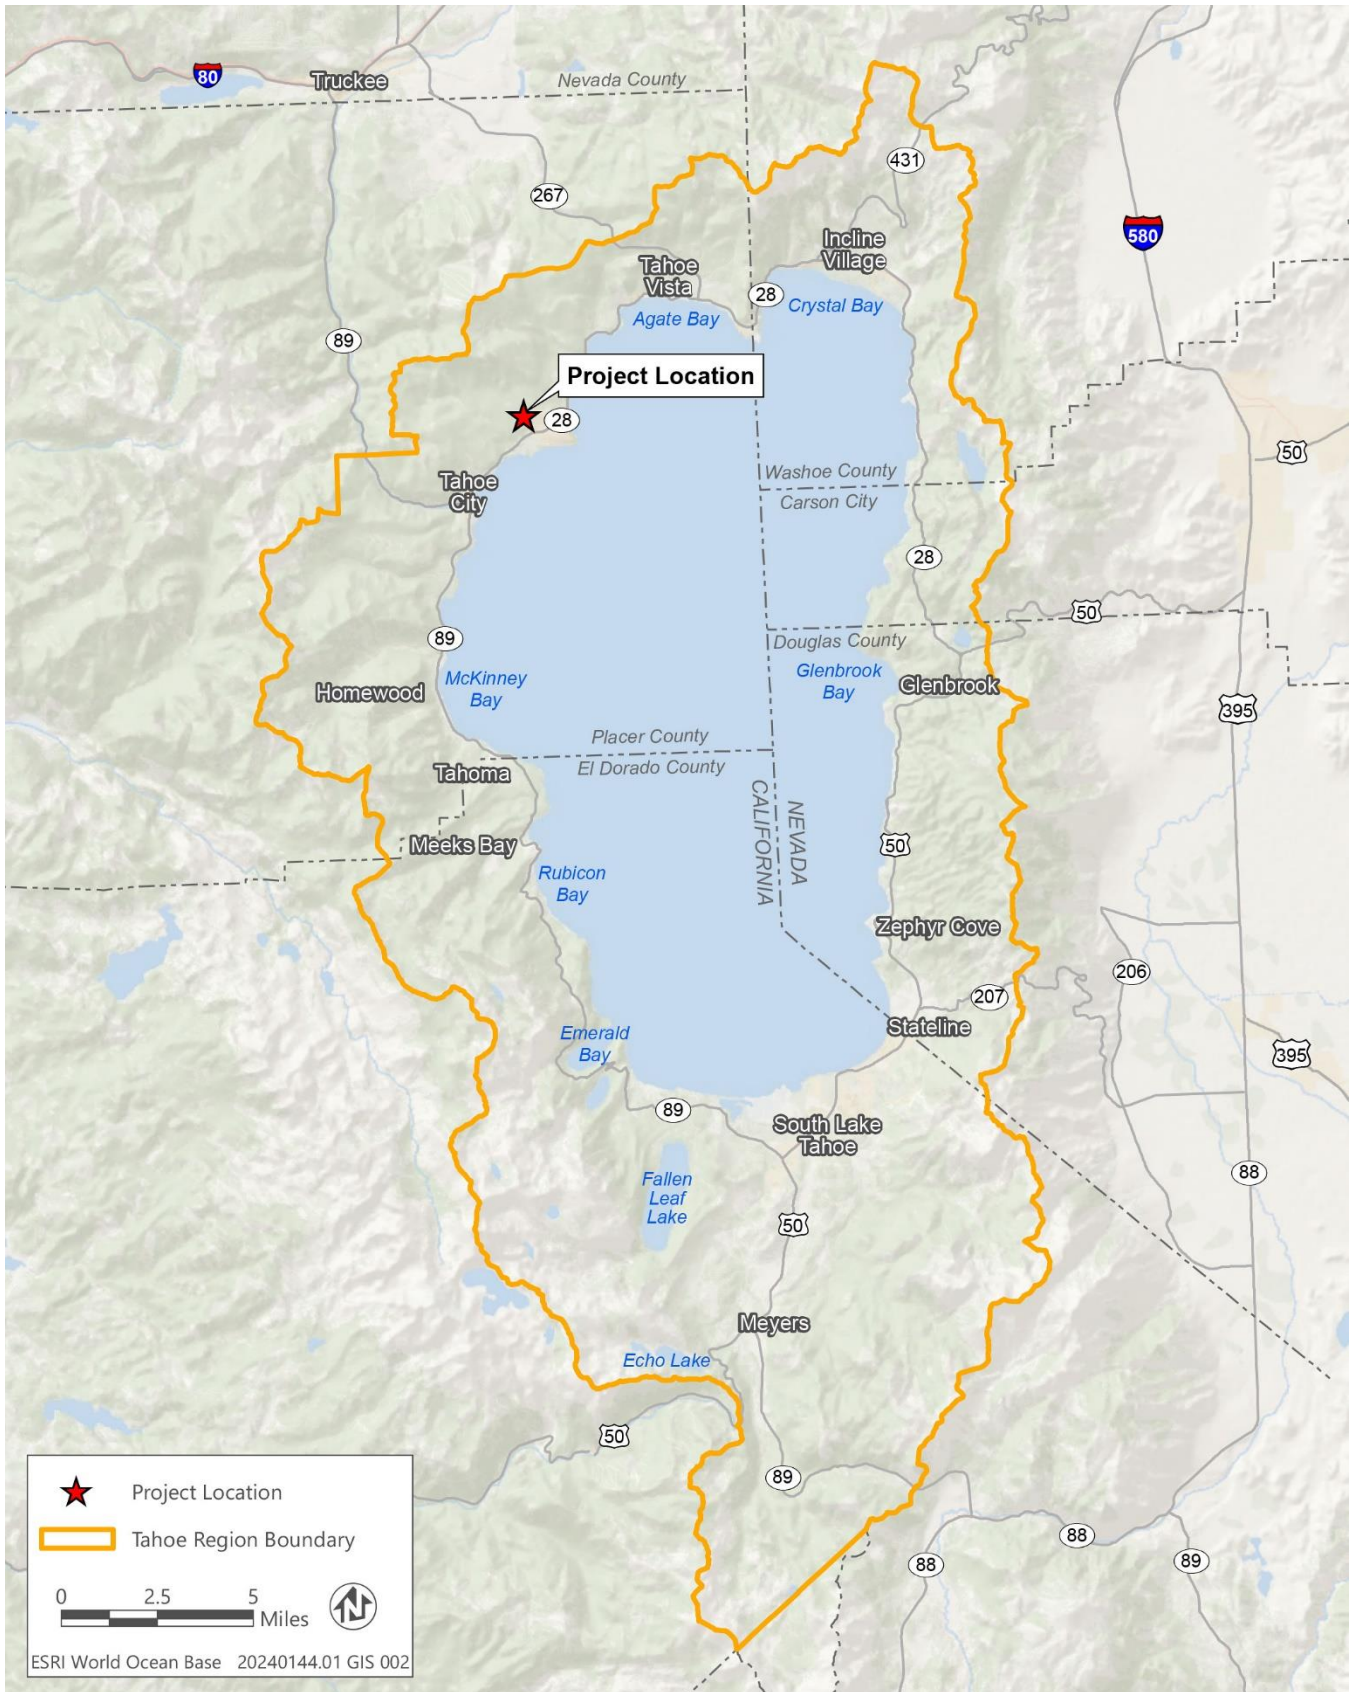 80
Truckee
Nevada County
431
267
580
Incline
Village
Tahoe
Vista
28
Crystal Bay
Agate Bay
89
Project Location
28
50
Washoe County
Carson City
Tahoe
City
28
50
89
Douglas County
Glenbrook
Bay
Glenbrook
McKinney
Bay
Homewood
395
Placer County
El Dorado County
Tahoma
CALIFORNIA
NEVADA
Meeks Bay
50
Rubicon
Bay
Zephyr Cove
206
207
Stateline
Emerald
Bay
395
89
South Lake
Tahoe
88
Fallen
Leaf
Lake
50
Meyers
Echo Lake
50
89
88
88
89
Project Location
Tahoe Region Boundary
0 2.5 5
Miles
N
ESRI World Ocean Base 20240144.01 GIS 002